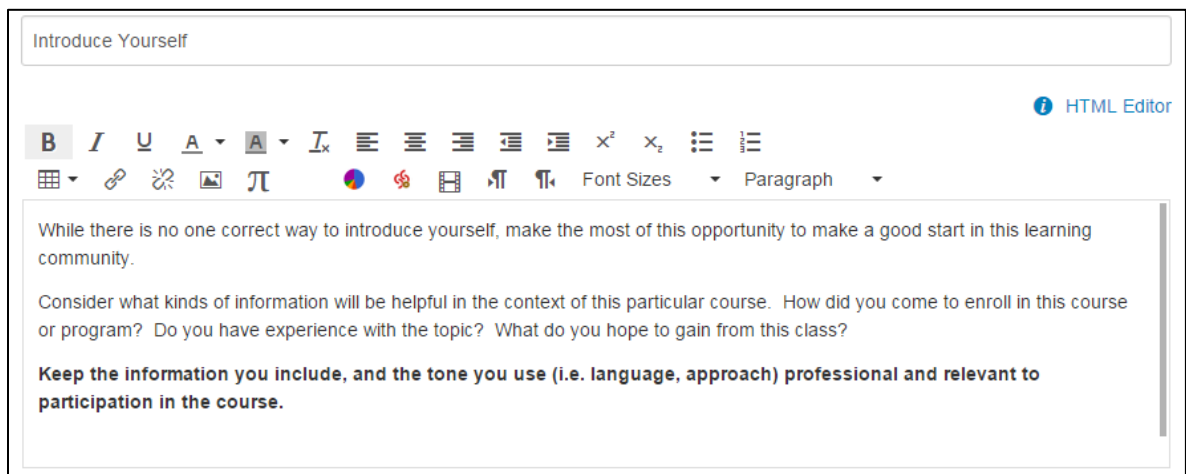 Introduce Yourself
HTML Editor
B I U A A Tx x² x₂
π Font Sizes Paragraph
While there is no one correct way to introduce yourself, make the most of this opportunity to make a good start in this learning
community.
Consider what kinds of information will be helpful in the context of this particular course.  How did you come to enroll in this course
or program?  Do you have experience with the topic?  What do you hope to gain from this class?
Keep the information you include, and the tone you use (i.e. language, approach) professional and relevant to
participation in the course.